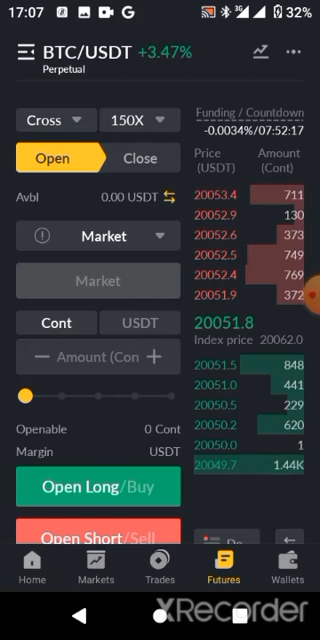 17:07
3G
32%
BTC/USDT +3.47%
Perpetual
Cross 150X
Funding / Countdown
-0.0034%/07:52:17
Open Close
Price (USDT)
Amount (Cont)
Avbl 0.00 USDT
20053.4 711
20052.9 130
20052.6 373
20052.5 749
20052.4 769
20051.9 372
Market
Market
Cont USDT
Amount (Con
20051.8
Index price 20062.0
20051.5 848
20051.0 441
20050.5 229
20050.2 620
20050.0 1
20049.7 1.44K
Openable 0 Cont
Margin USDT
Open Long/Buy
Open Short/Sell
Home Markets Trades Futures Wallets
XRecorder